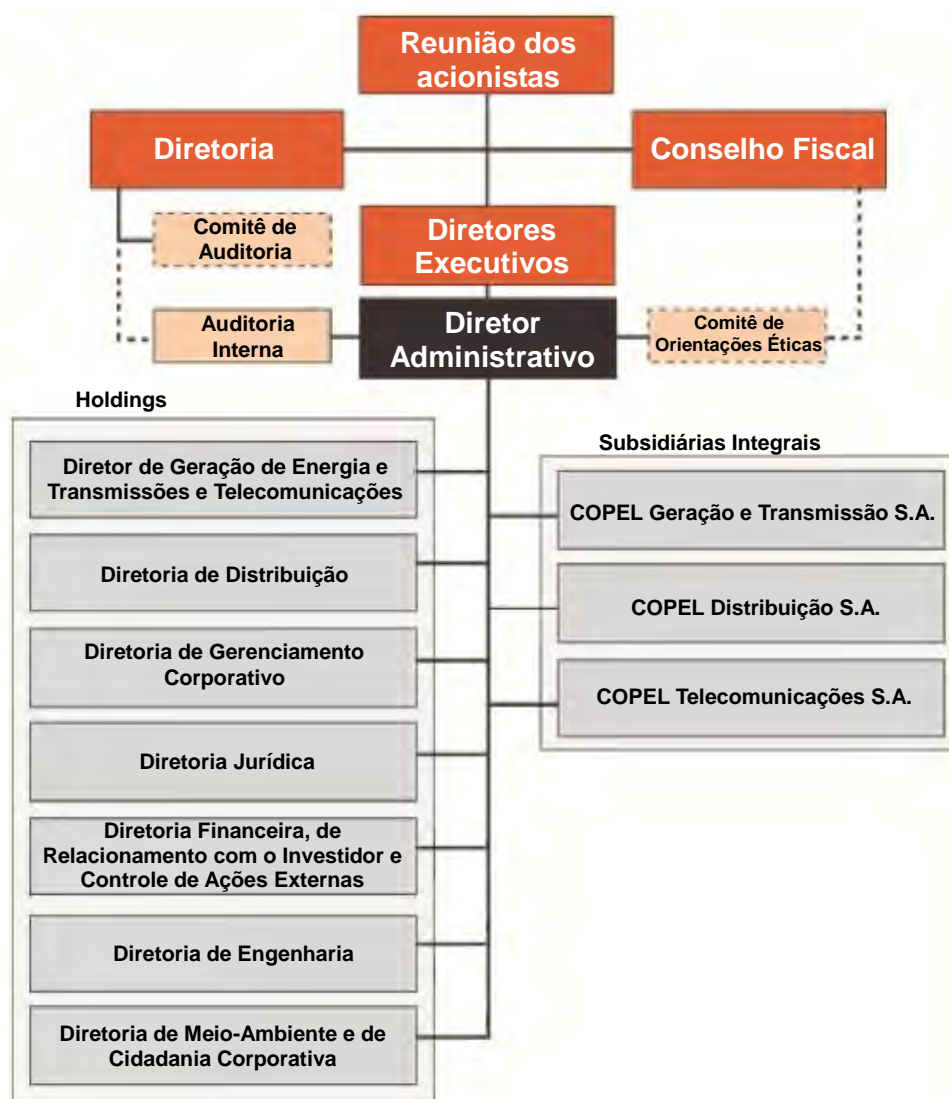 Reunião dos
acionistas
Diretoria
Conselho Fiscal
Comitê de
Auditoria
Diretores
Executivos
Auditoria
Interna
Diretor
Administrativo
Comitê de
Orientações Éticas
Holdings
Diretor de Geração de Energia e
Transmissões e Telecomunicações
Diretoria de Distribuição
Diretoria de Gerenciamento
Corporativo
Diretoria Jurídica
Diretoria Financeira, de
Relacionamento com o Investidor e
Controle de Ações Externas
Diretoria de Engenharia
Diretoria de Meio-Ambiente e de
Cidadania Corporativa
Subsidiárias Integrais
COPEL Geração e Transmissão S.A.
COPEL Distribuição S.A.
COPEL Telecomunicações S.A.